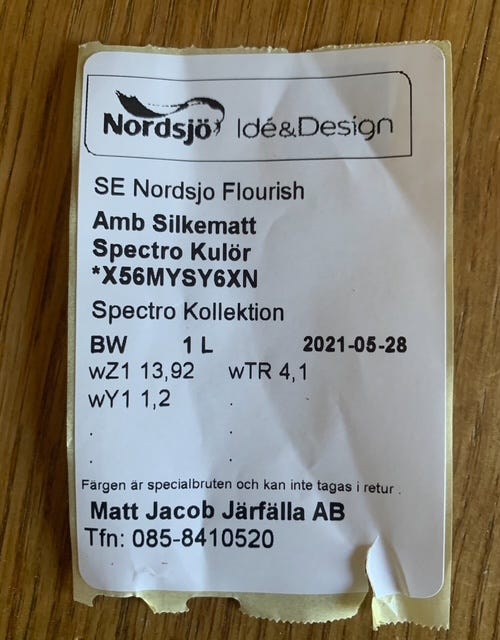 Nordsjö Idé&Design
SE Nordsjo Flourish
Amb Silkematt
Spectro Kulör
*X56MYSY6XN
Spectro Kollektion
BW 1 L 2021-05-28
wZ1 13,92 wTR 4,1
wY1 1,2 .
. .
. .
Färgen är specialbruten och kan inte tagas i retur .
Matt Jacob Järfälla AB
Tfn: 085-8410520